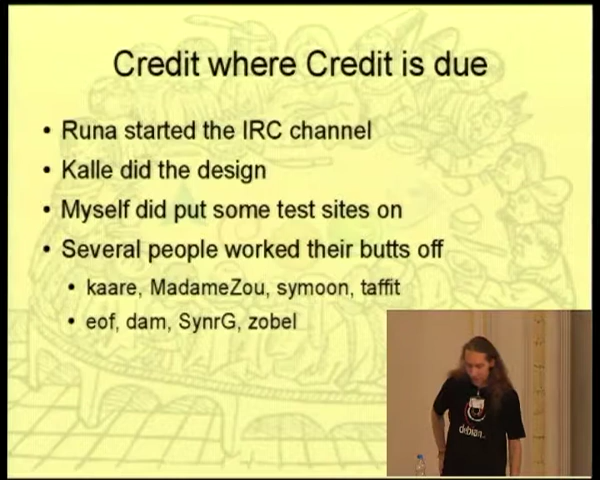 Credit where Credit is due
• Runa started the IRC channel
• Kalle did the design
• Myself did put some test sites on
• Several people worked their butts off
• kaare, MadameZou, symoon, taffit
• eof, dam, SynrG, zobel
debian